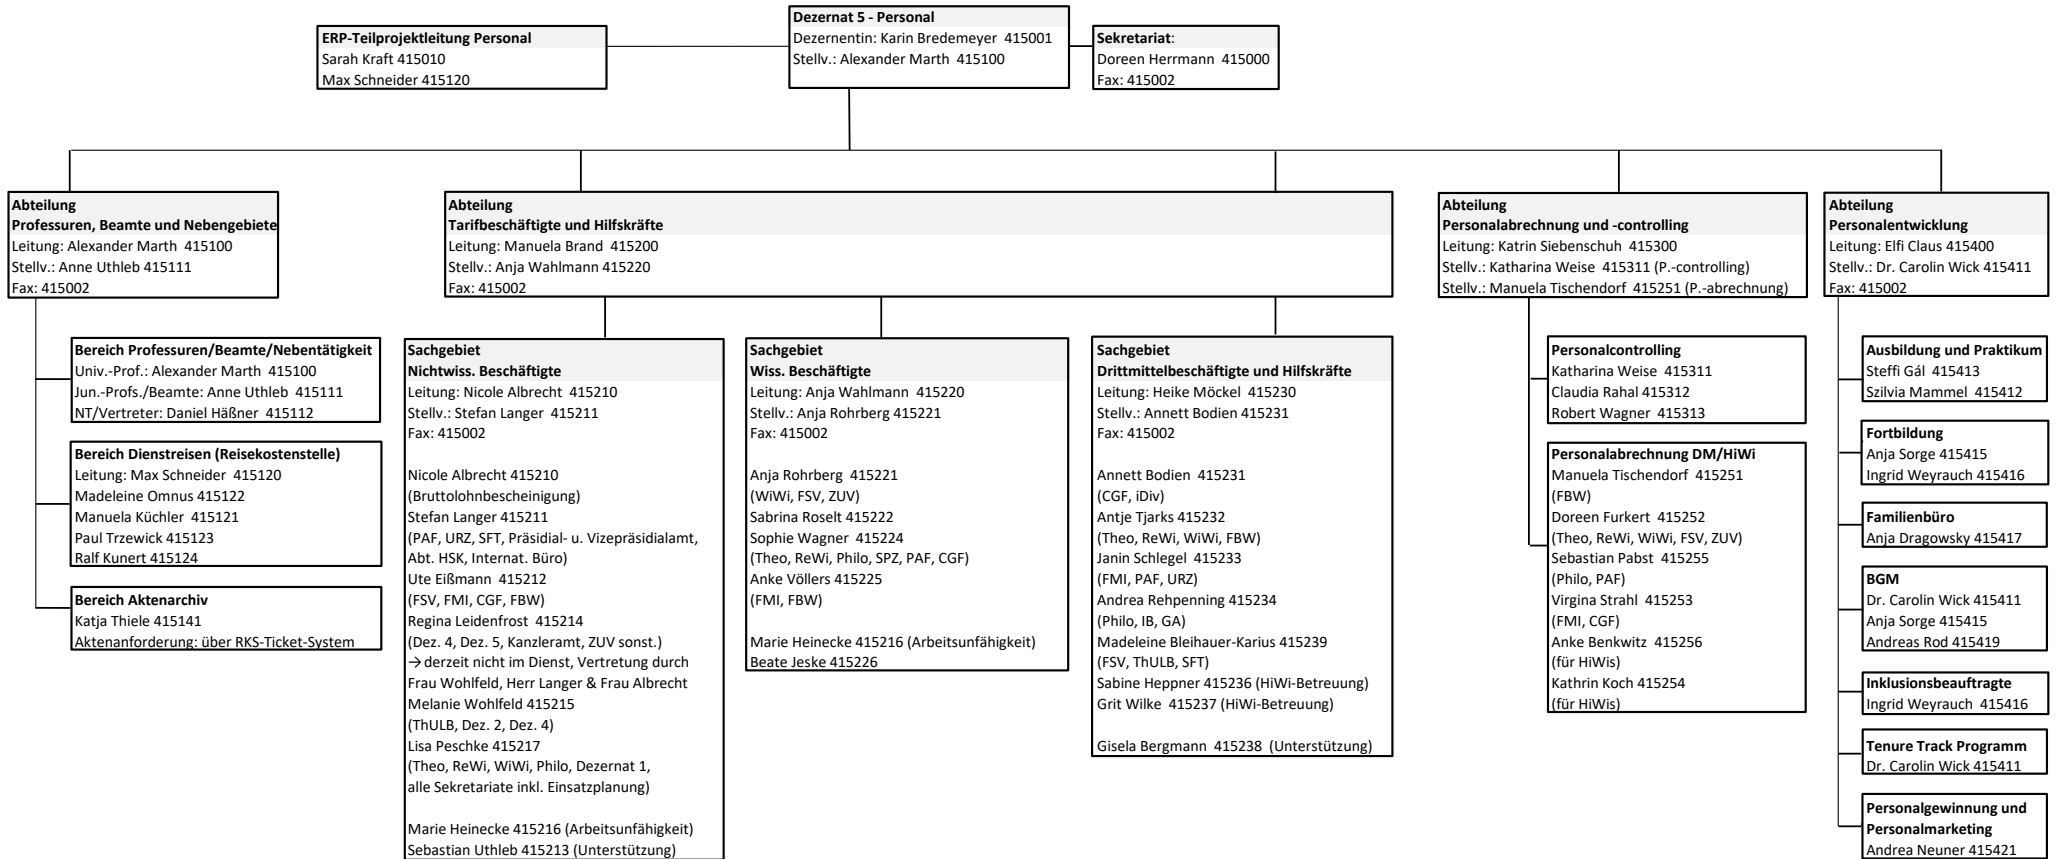 Dezernat 5 - Personal
Dezernentin: Karin Bredemeyer 415001
Stellv.: Alexander Marth 415100
ERP-Teilprojektleitung Personal
Sarah Kraft 415010
Max Schneider 415120
Sekretariat:
Doreen Herrmann 415000
Fax: 415002
Abteilung
Professuren, Beamte und Nebengebiete
Leitung: Alexander Marth 415100
Stellv.: Anne Uthleb 415111
Fax: 415002
Bereich Professuren/Beamte/Nebentätigkeit
Univ.-Prof.: Alexander Marth 415100
Jun.-Profs./Beamte: Anne Uthleb 415111
NT/Vertreter: Daniel Häßner 415112
Bereich Dienstreisen (Reisekostenstelle)
Leitung: Max Schneider 415120
Madeleine Omnus 415122
Manuela Küchler 415121
Paul Trzewick 415123
Ralf Kunert 415124
Bereich Aktenarchiv
Katja Thiele 415141
Aktenanforderung: über RKS-Ticket-System
Abteilung
Tarifbeschäftigte und Hilfskräfte
Leitung: Manuela Brand 415200
Stellv.: Anja Wahlmann 415220
Fax: 415002
Sachgebiet
Nichtwiss. Beschäftigte
Leitung: Nicole Albrecht 415210
Stellv.: Stefan Langer 415211
Fax: 415002
Nicole Albrecht 415210
(Bruttolohnbescheinigung)
Stefan Langer 415211
(PAF, URZ, SFT, Präsidial- u. Vizepräsidialamt,
Abt. HSK, Internat. Büro)
Ute Eißmann 415212
(FSV, FMI, CGF, FBW)
Regina Leidenfrost 415214
(Dez. 4, Dez. 5, Kanzleramt, ZUV sonst.)
→ derzeit nicht im Dienst, Vertretung durch
Frau Wohlfeld, Herr Langer & Frau Albrecht
Melanie Wohlfeld 415215
(ThULB, Dez. 2, Dez. 4)
Lisa Peschke 415217
(Theo, ReWi, WiWi, Philo, Dezernat 1,
alle Sekretariate inkl. Einsatzplanung)
Marie Heinecke 415216 (Arbeitsunfähigkeit)
Sebastian Uthleb 415213 (Unterstützung)
Sachgebiet
Wiss. Beschäftigte
Leitung: Anja Wahlmann 415220
Stellv.: Anja Rohrberg 415221
Fax: 415002
Anja Rohrberg 415221
(WiWi, FSV, ZUV)
Sabrina Roselt 415222
Sophie Wagner 415224
(Theo, ReWi, Philo, SPZ, PAF, CGF)
Anke Völlers 415225
(FMI, FBW)
Marie Heinecke 415216 (Arbeitsunfähigkeit)
Beate Jeske 415226
Sachgebiet
Drittmittelbeschäftigte und Hilfskräfte
Leitung: Heike Möckel 415230
Stellv.: Annett Bodien 415231
Fax: 415002
Annett Bodien 415231
(CGF, iDiv)
Antje Tjarks 415232
(Theo, ReWi, WiWi, FBW)
Janin Schlegel 415233
(FMI, PAF, URZ)
Andrea Rehpenning 415234
(Philo, IB, GA)
Madeleine Bleihauer-Karius 415239
(FSV, ThULB, SFT)
Sabine Heppner 415236 (HiWi-Betreuung)
Grit Wilke 415237 (HiWi-Betreuung)
Gisela Bergmann 415238 (Unterstützung)
Abteilung
Personalabrechnung und -controlling
Leitung: Katrin Siebenschuh 415300
Stellv.: Katharina Weise 415311 (P.-controlling)
Stellv.: Manuela Tischendorf 415251 (P.-abrechnung)
Personalcontrolling
Katharina Weise 415311
Claudia Rahal 415312
Robert Wagner 415313
Personalabrechnung DM/HiWi
Manuela Tischendorf 415251
(FBW)
Doreen Furkert 415252
(Theo, ReWi, WiWi, FSV, ZUV)
Sebastian Pabst 415255
(Philo, PAF)
Virgina Strahl 415253
(FMI, CGF)
Anke Benkwitz 415256
(für HiWis)
Kathrin Koch 415254
(für HiWis)
Abteilung
Personalentwicklung
Leitung: Elfi Claus 415400
Stellv.: Dr. Carolin Wick 415411
Fax: 415002
Ausbildung und Praktikum
Steffi Gál 415413
Szilvia Mammel 415412
Fortbildung
Anja Sorge 415415
Ingrid Weyrauch 415416
Familienbüro
Anja Dragowsky 415417
BGM
Dr. Carolin Wick 415411
Anja Sorge 415415
Andreas Rod 415419
Inklusionsbeauftragte
Ingrid Weyrauch 415416
Tenure Track Programm
Dr. Carolin Wick 415411
Personalgewinnung und
Personalmarketing
Andrea Neuner 415421